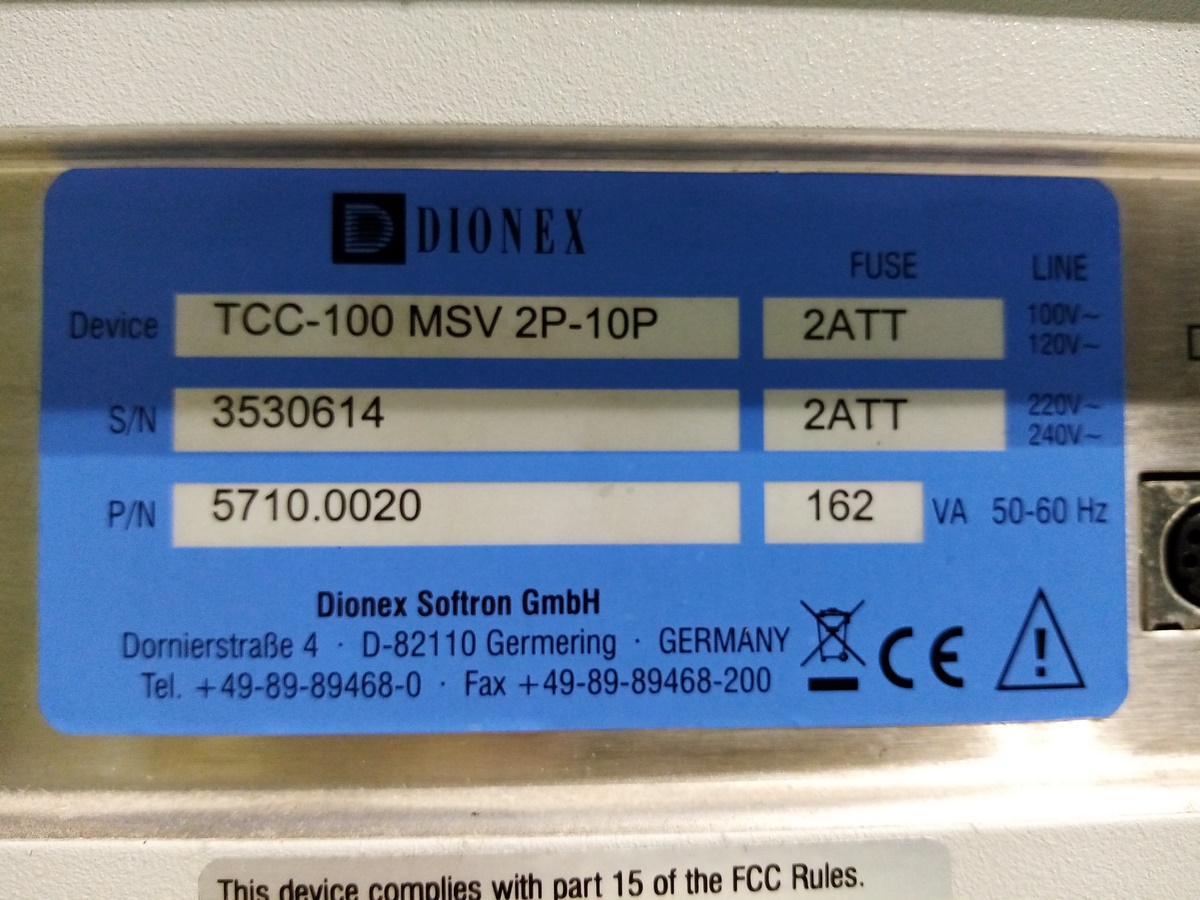 DIONEX
FUSE LINE
Device TCC-100 MSV 2P-10P 2ATT 100V~
120V~
S/N 3530614 2ATT 220V~
240V~
P/N 5710.0020 162 VA 50-60 Hz
Dionex Softron GmbH
Dornierstraße 4 · D-82110 Germering · GERMANY
Tel. +49-89-89468-0 · Fax +49-89-89468-200
CE
!
This device complies with part 15 of the FCC Rules.